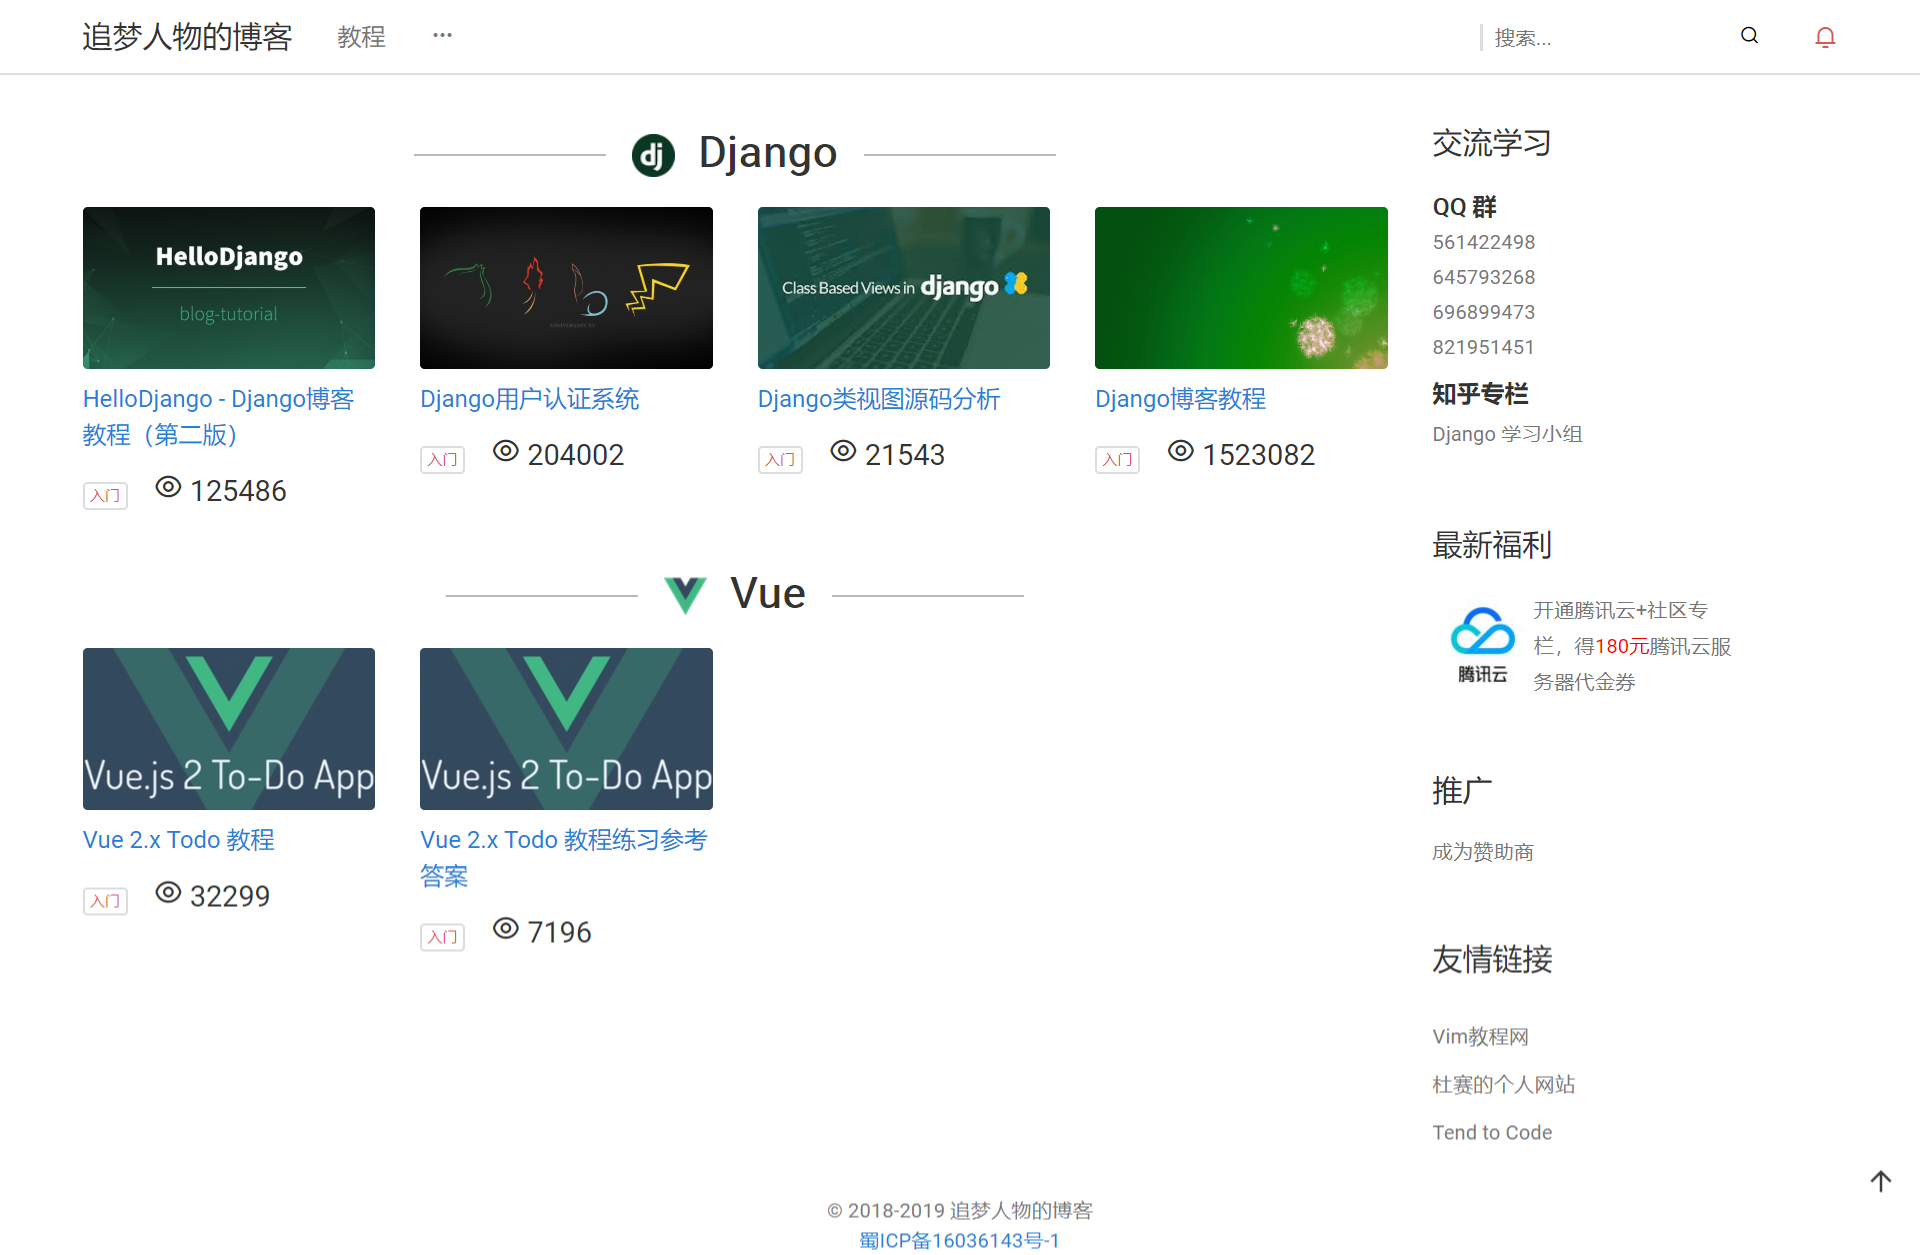 追梦人物的博客 教程 ··· 搜索...
Django
HelloDjango
blog-tutorial
HelloDjango - Django博客
教程（第二版）
入门 125486
ANNIVERSARY XV
Django用户认证系统
入门 204002
Class Based Views in django
Django类视图源码分析
入门 21543
Django博客教程
入门 1523082
Vue
Vue.js 2 To-Do App
Vue 2.x Todo 教程
入门 32299
Vue.js 2 To-Do App
Vue 2.x Todo 教程练习参考
答案
入门 7196
交流学习
QQ 群
561422498
645793268
696899473
821951451
知乎专栏
Django 学习小组
最新福利
腾讯云
开通腾讯云+社区专
栏，得180元腾讯云服
务器代金券
推广
成为赞助商
友情链接
Vim教程网
杜赛的个人网站
Tend to Code
© 2018-2019 追梦人物的博客
蜀ICP备16036143号-1